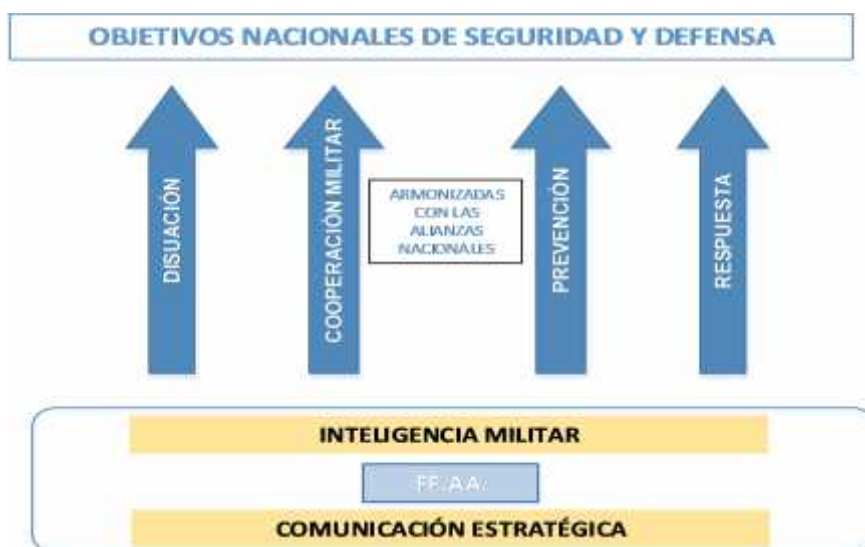 OBJETIVOS NACIONALES DE SEGURIDAD Y DEFENSA
DISUACIÓN
COOPERACIÓN MILITAR
ARMONIZADAS
CON LAS
ALIANZAS
NACIONALES
PREVENCIÓN
RESPUESTA
INTELIGENCIA MILITAR
FF.AA.
COMUNICACIÓN ESTRATÉGICA